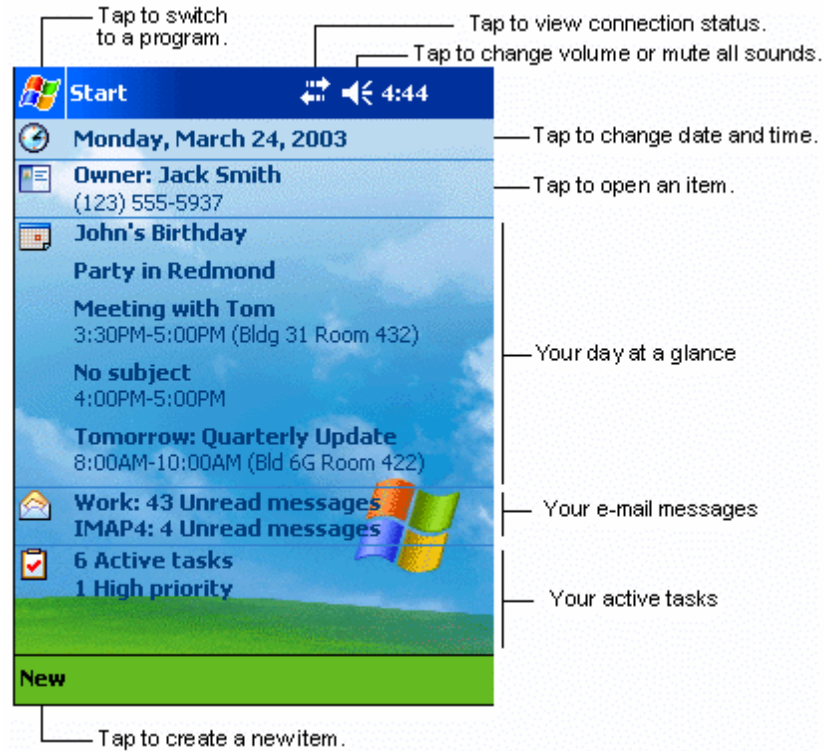 Tap to switch
to a program.
Tap to view connection status.
Tap to change volume or mute all sounds.
Start 4:44
Monday, March 24, 2003
Tap to change date and time.
Owner: Jack Smith
(123) 555-5937
Tap to open an item.
John's Birthday
Party in Redmond
Meeting with Tom
3:30PM-5:00PM (Bldg 31 Room 432)
Your day at a glance
No subject
4:00PM-5:00PM
Tomorrow: Quarterly Update
8:00AM-10:00AM (Bld 6G Room 422)
Work: 43 Unread messages
IMAP4: 4 Unread messages
Your e-mail messages
6 Active tasks
1 High priority
Your active tasks
New
Tap to create a new item.